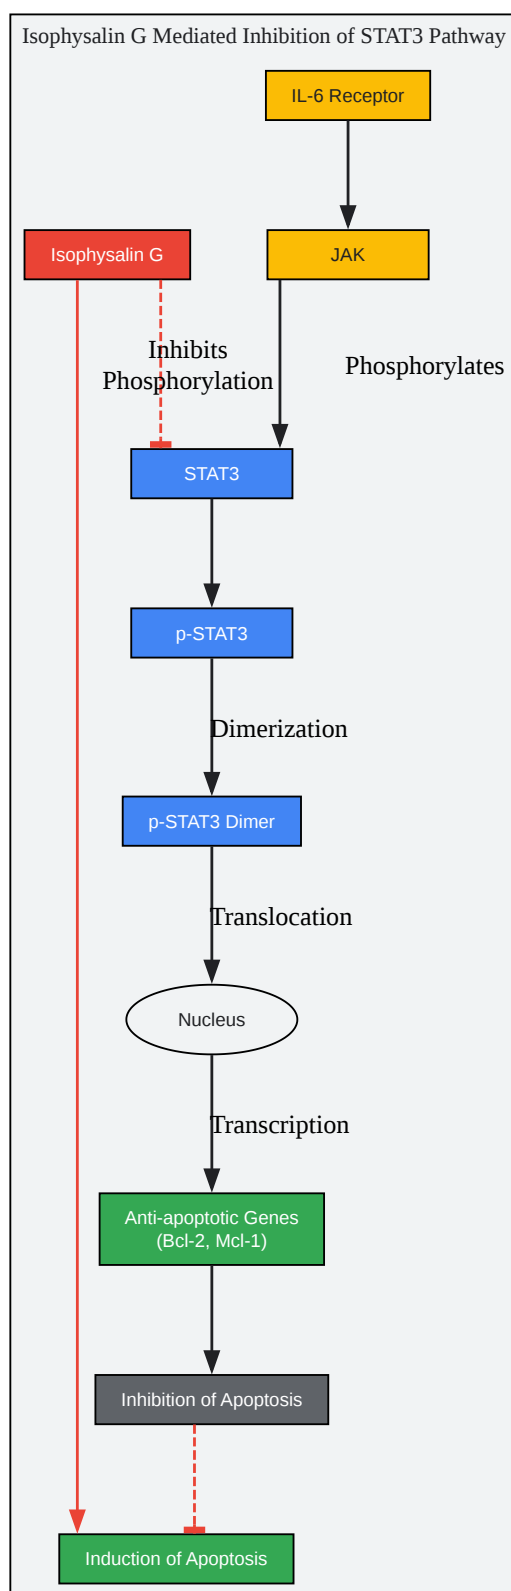 Isophysalin G Mediated Inhibition of STAT3 Pathway
IL-6 Receptor
Isophysalin G
JAK
Inhibits
Phosphorylation
Phosphorylates
STAT3
p-STAT3
Dimerization
p-STAT3 Dimer
Translocation
Nucleus
Transcription
Anti-apoptotic Genes
(Bcl-2, Mcl-1)
Inhibition of Apoptosis
Induction of Apoptosis